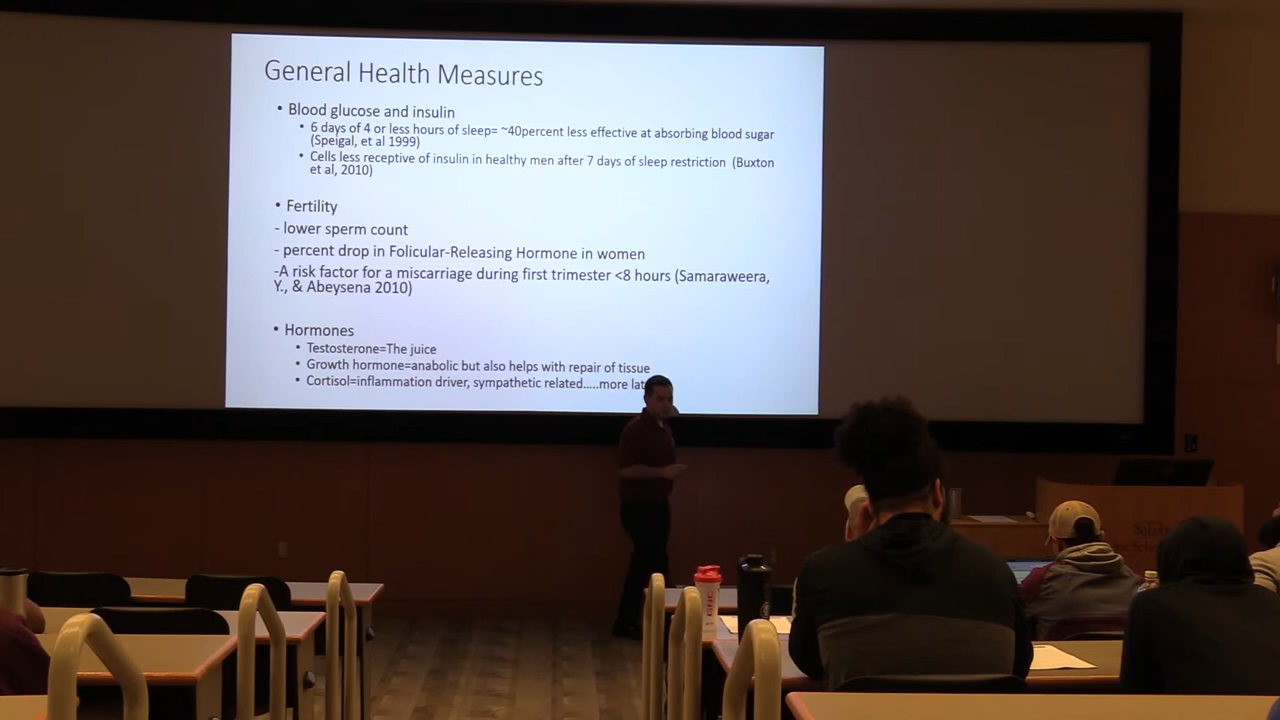 General Health Measures
• Blood glucose and insulin
• 6 days of 4 or less hours of sleep= ~40percent less effective at absorbing blood sugar
(Speigal, et al 1999)
• Cells less receptive of insulin in healthy men after 7 days of sleep restriction (Buxton
et al, 2010)
• Fertility
- lower sperm count
- percent drop in Folicular-Releasing Hormone in women
-A risk factor for a miscarriage during first trimester <8 hours (Samaraweera,
Y., & Abeysena 2010)
• Hormones
• Testosterone=The juice
• Growth hormone=anabolic but also helps with repair of tissue
• Cortisol=inflammation driver, sympathetic related.....more lat
GNC